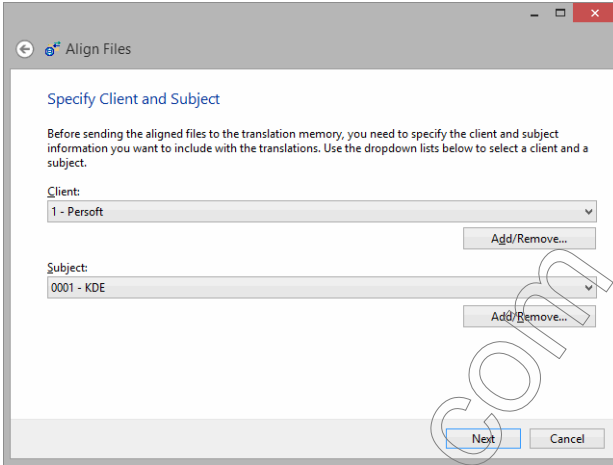 Align Files
Specify Client and Subject
Before sending the aligned files to the translation memory, you need to specify the client and subject
information you want to include with the translations. Use the dropdown lists below to select a client and a
subject.
Client:
1 - Persoft
Add/Remove...
Subject:
0001 - KDE
Add/Remove...
com
Next
Cancel